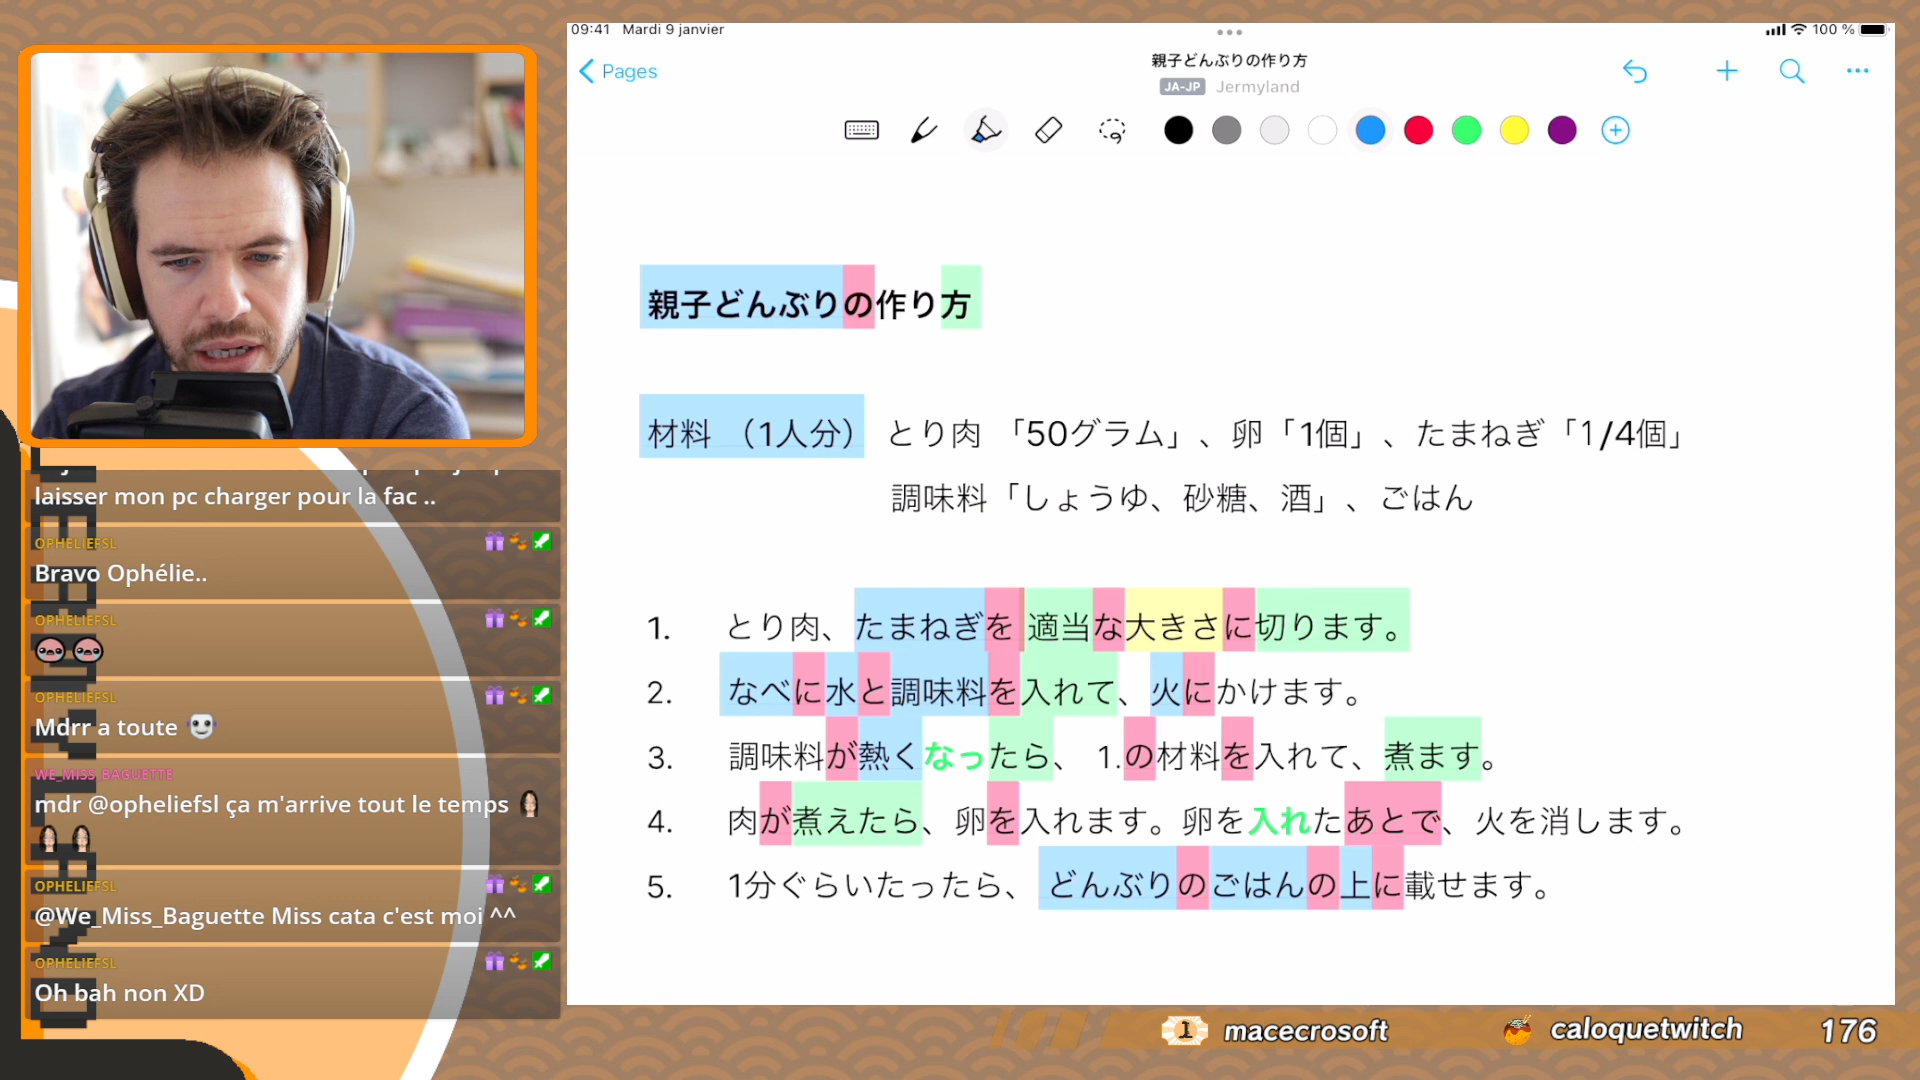 09:41 Mardi 9 janvier
100 %
Pages
親子どんぶりの作り方
JA-JP Jermyland
親子どんぶりの作り方
材料 （1人分） とり肉 「50グラム」、卵「1個」、たまねぎ「1/4個」
調味料「しょうゆ、砂糖、酒」、ごはん
1. とり肉、たまねぎを 適当な大きさに切ります。
2. なべに水と調味料を入れて、火にかけます。
3. 調味料が熱くなったら、 1.の材料を入れて、煮ます。
4. 肉が煮えたら、卵を入れます。卵を入れたあとで、火を消します。
5. 1分ぐらいたったら、 どんぶりのごはんの上に載せます。
laisser mon pc charger pour la fac ..
OPHELIEFSL
Bravo Ophélie..
OPHELIEFSL
OPHELIEFSL
Mdrr a toute
WE_MISS_BAGUETTE
mdr @opheliefsl ça m'arrive tout le temps
OPHELIEFSL
@We_Miss_Baguette Miss cata c'est moi ^^
OPHELIEFSL
Oh bah non XD
1 macecrosoft
caloquetwitch
176